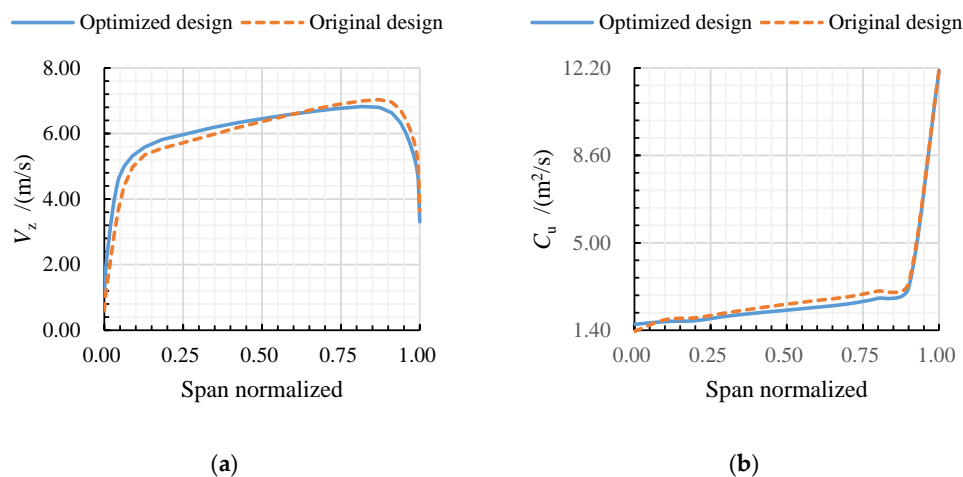 Optimized design Original design
8.00
6.00
4.00
2.00
0.00
V_z /(m/s)
0.00 0.25 0.50 0.75 1.00
Span normalized
(a)
Optimized design Original design
12.20
8.60
5.00
1.40
C_u /(m²/s)
0.00 0.25 0.50 0.75 1.00
Span normalized
(b)